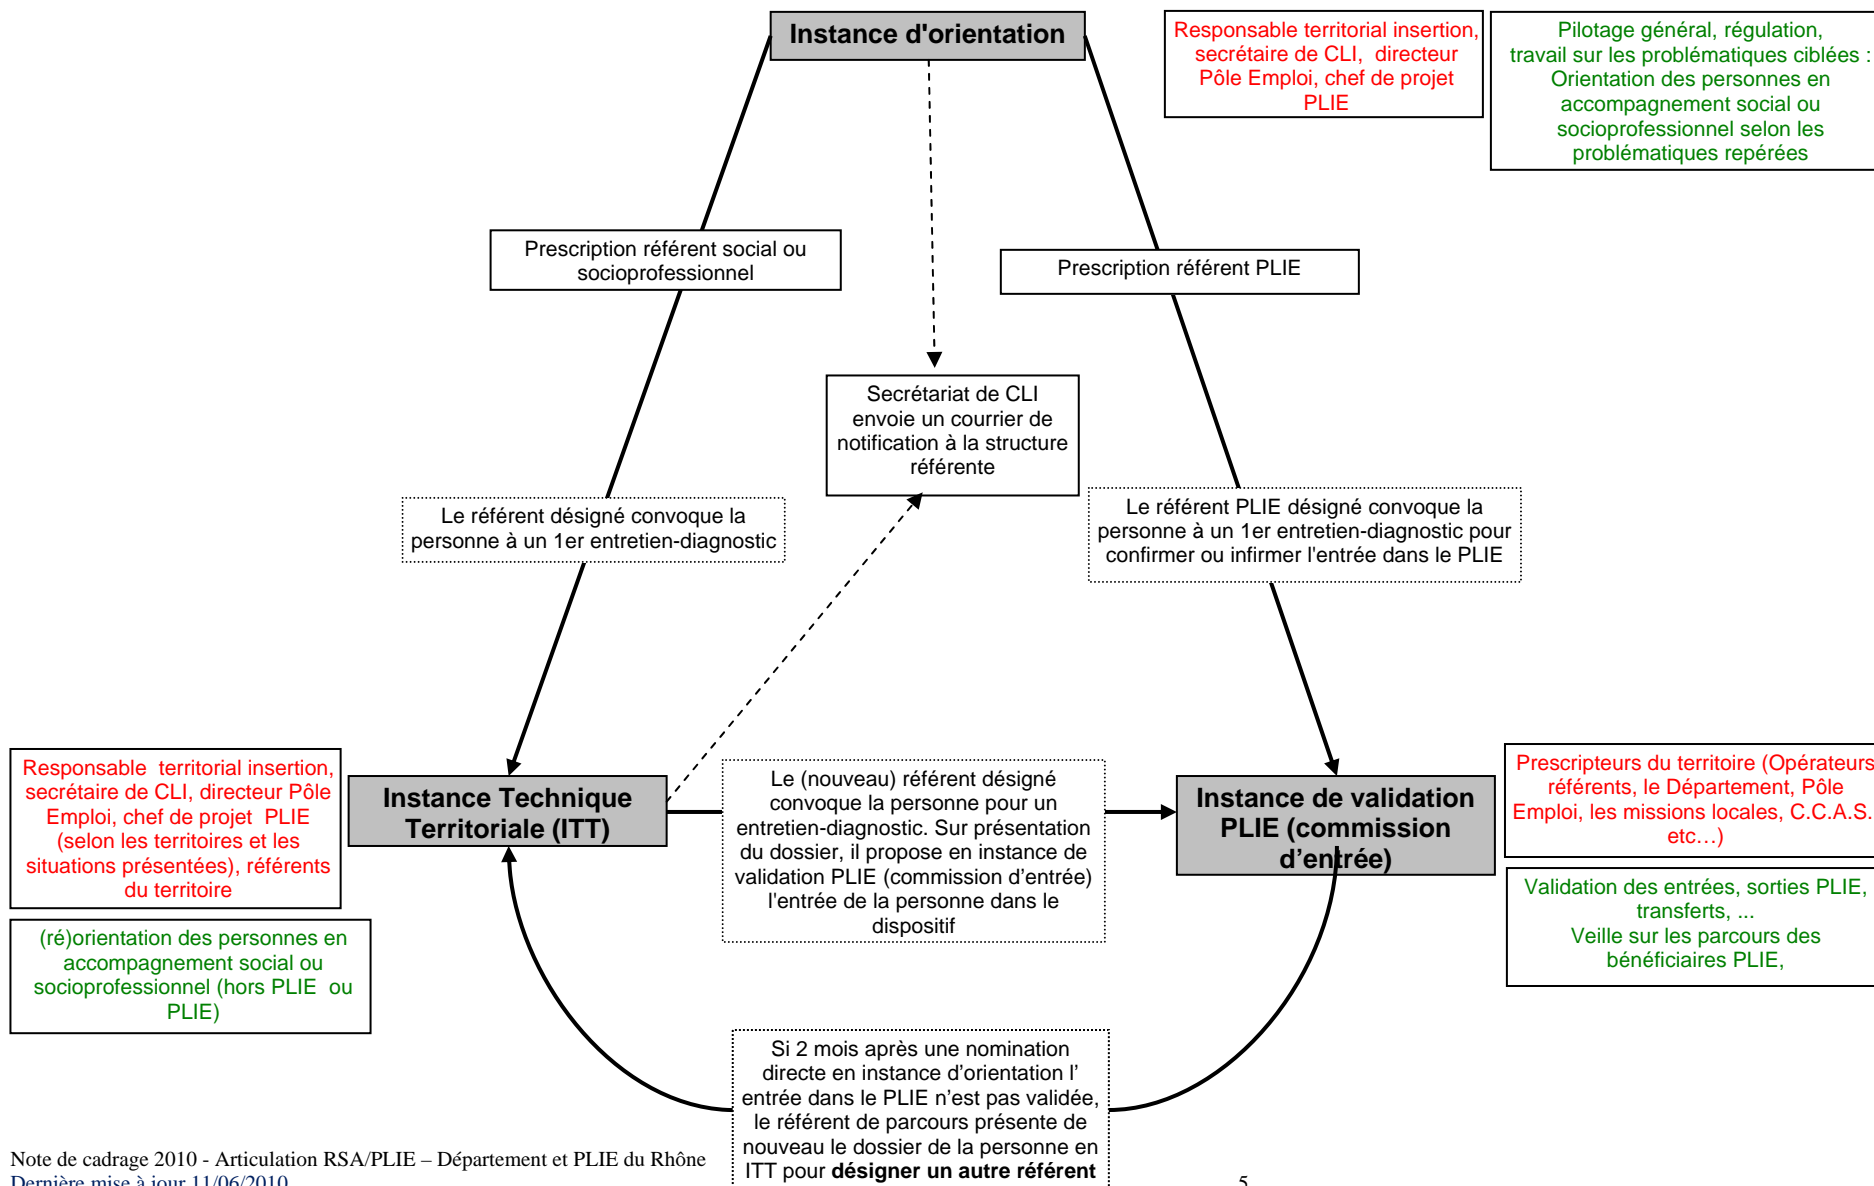 Instance d'orientation
Responsable territorial insertion,
secrétaire de CLI, directeur
Pôle Emploi, chef de projet
PLIE
Pilotage général, régulation,
travail sur les problématiques ciblées :
Orientation des personnes en
accompagnement social ou
socioprofessionnel selon les
problématiques repérées
Prescription référent social ou
socioprofessionnel
Prescription référent PLIE
Secrétariat de CLI
envoie un courrier de
notification à la structure
référente
Le référent désigné convoque la
personne à un 1er entretien-diagnostic
Le référent PLIE désigné convoque la
personne à un 1er entretien-diagnostic pour
confirmer ou infirmer l'entrée dans le PLIE
Responsable territorial insertion,
secrétaire de CLI, directeur Pôle
Emploi, chef de projet PLIE
(selon les territoires et les
situations présentées), référents
du territoire
Instance Technique
Territoriale (ITT)
Le (nouveau) référent désigné
convoque la personne pour un
entretien-diagnostic. Sur présentation
du dossier, il propose en instance de
validation PLIE (commission d'entrée)
l'entrée de la personne dans le
dispositif
Instance de validation
PLIE (commission
d'entrée)
Prescripteurs du territoire (Opérateurs
référents, le Département, Pôle
Emploi, les missions locales, C.C.A.S.
etc…)
(ré)orientation des personnes en
accompagnement social ou
socioprofessionnel (hors PLIE ou
PLIE)
Validation des entrées, sorties PLIE,
transferts, ...
Veille sur les parcours des
bénéficiaires PLIE,
Si 2 mois après une nomination
directe en instance d'orientation l'
entrée dans le PLIE n'est pas validée,
le référent de parcours présente de
nouveau le dossier de la personne en
ITT pour désigner un autre référent
Note de cadrage 2010 - Articulation RSA/PLIE – Département et PLIE du Rhône
Dernière mise à jour 11/06/2010
5